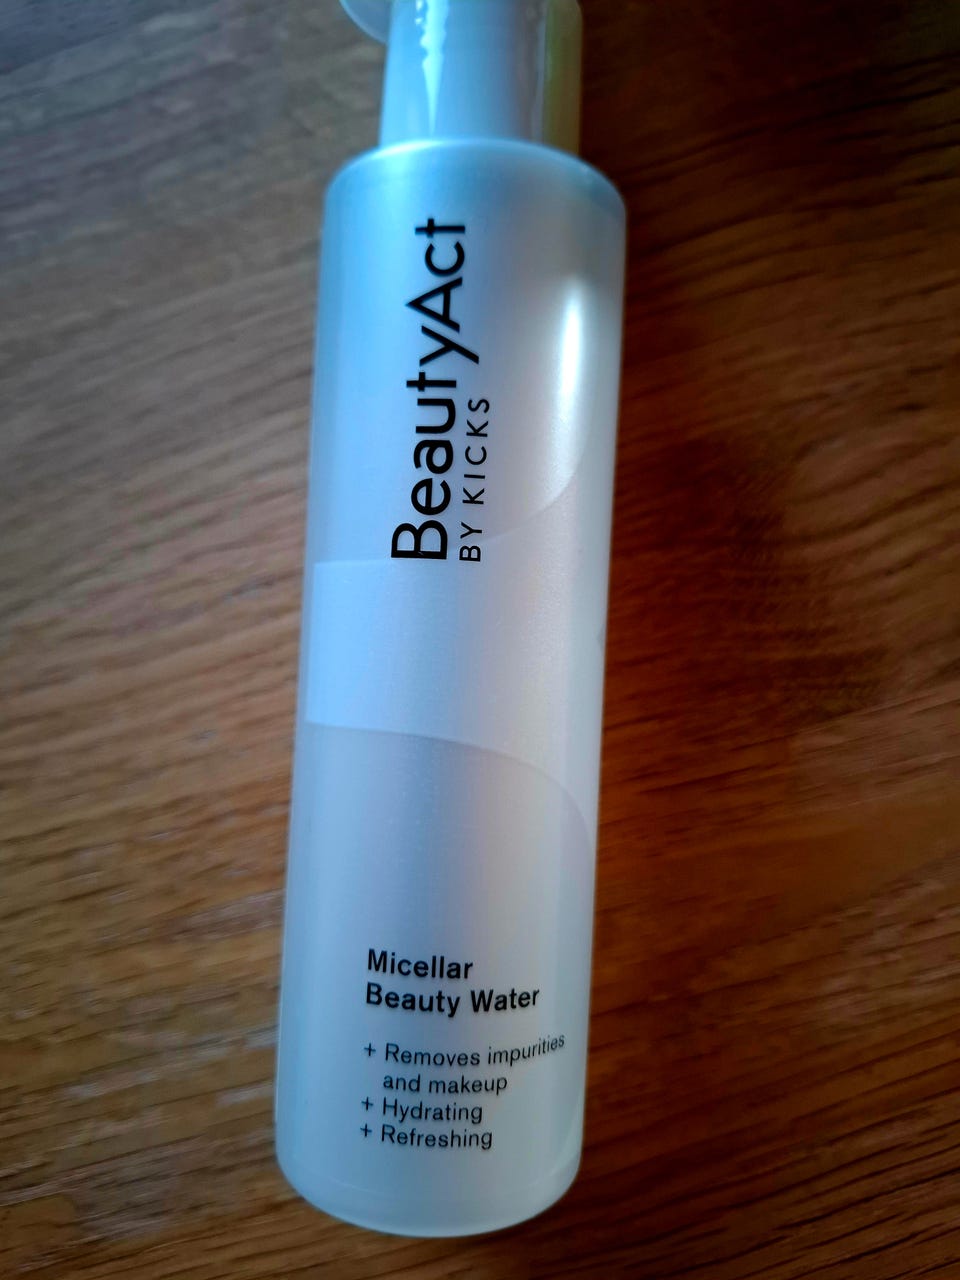 BeautyAct
BY KICKS
Micellar
Beauty Water
+ Removes impurities
and makeup
+ Hydrating
+ Refreshing